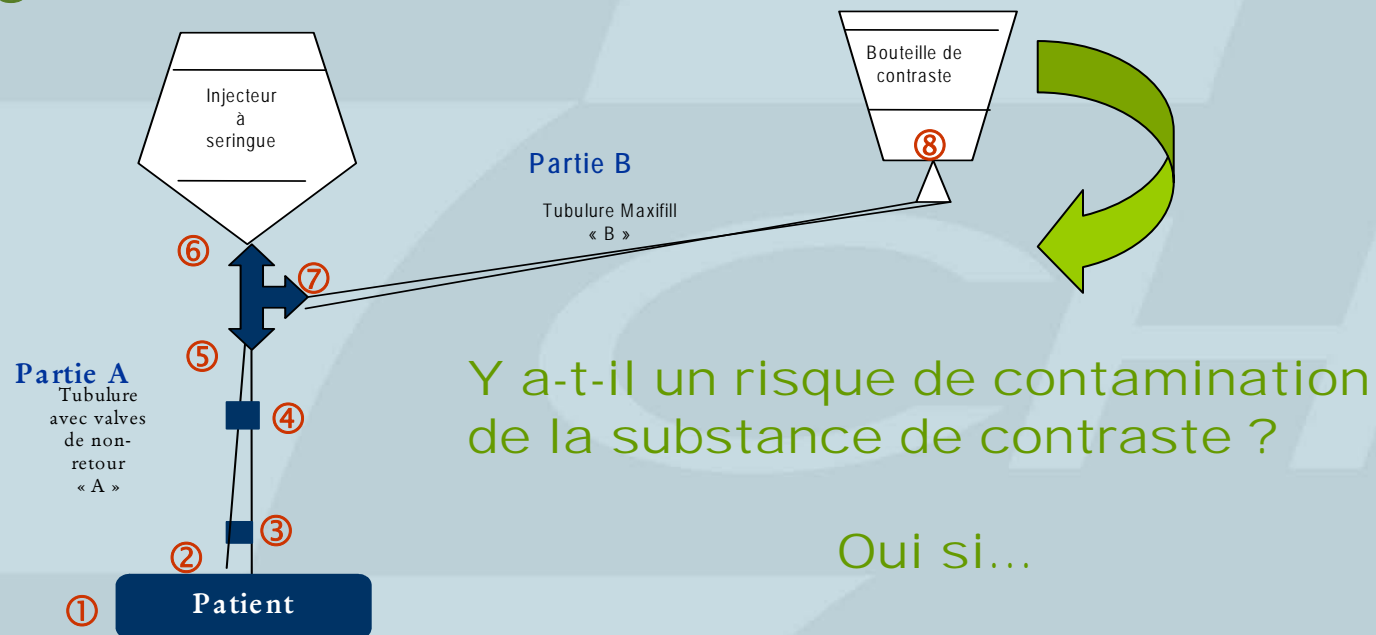 Injecteur
à
seringue
Bouteille de
contraste
⑧
Partie B
Tubulure Maxifill
« B »
⑥
⑦
⑤
Partie A
Tubulure
avec valves
de non-
retour
« A »
④
③
②
①
Patient
Y a-t-il un risque de contamination
de la substance de contraste ?
Oui si...